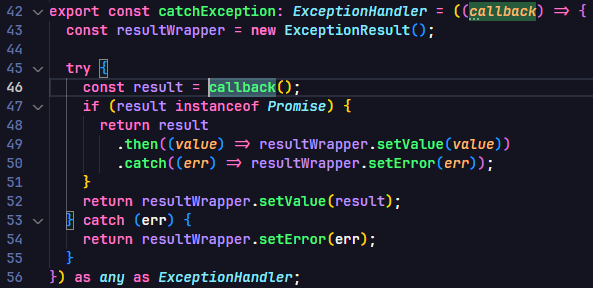 42 export const catchException: ExceptionHandler = ((callback) => {
43 const resultWrapper = new ExceptionResult();
44
45 try {
46 const result = callback();
47 if (result instanceof Promise) {
48 return result
49 .then((value) => resultWrapper.setValue(value))
50 .catch((err) => resultWrapper.setError(err));
51 }
52 return resultWrapper.setValue(result);
53 } catch (err) {
54 return resultWrapper.setError(err);
55 }
56 }) as any as ExceptionHandler;